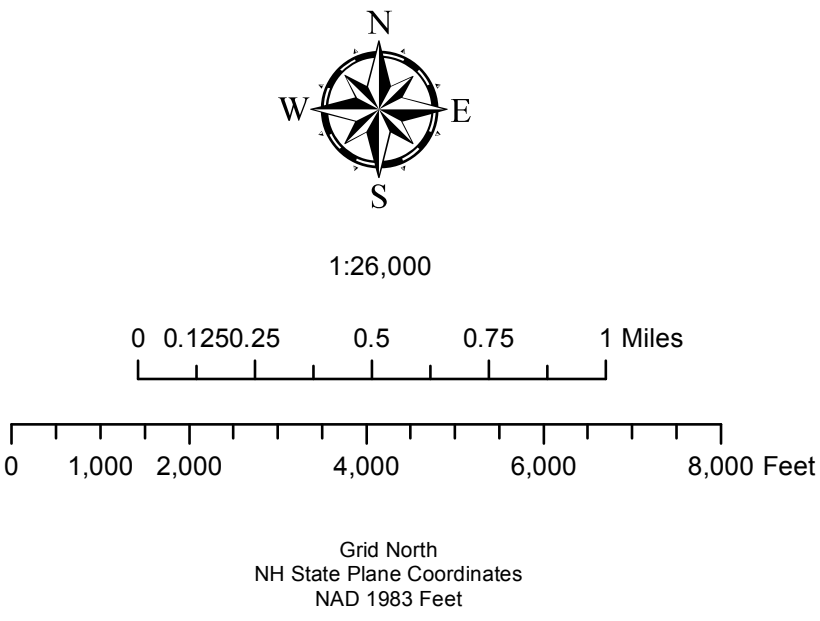 N
W E
S
1:26,000
0 0.1250.25 0.5 0.75 1 Miles
0 1,000 2,000 4,000 6,000 8,000 Feet
Grid North
NH State Plane Coordinates
NAD 1983 Feet